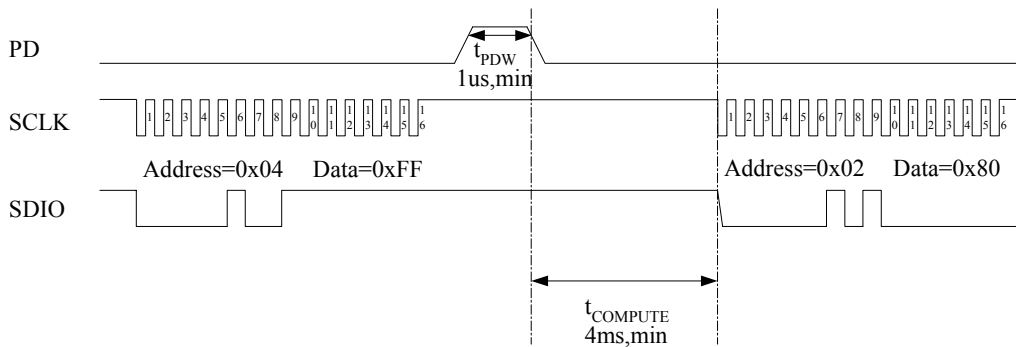 PD
t_PDW
1us,min
SCLK
1 2 3 4 5 6 7 8 9 10 11 12 13 14 15 16
1 2 3 4 5 6 7 8 9 10 11 12 13 14 15 16
Address=0x04 Data=0xFF
Address=0x02 Data=0x80
SDIO
t_COMPUTE
4ms,min